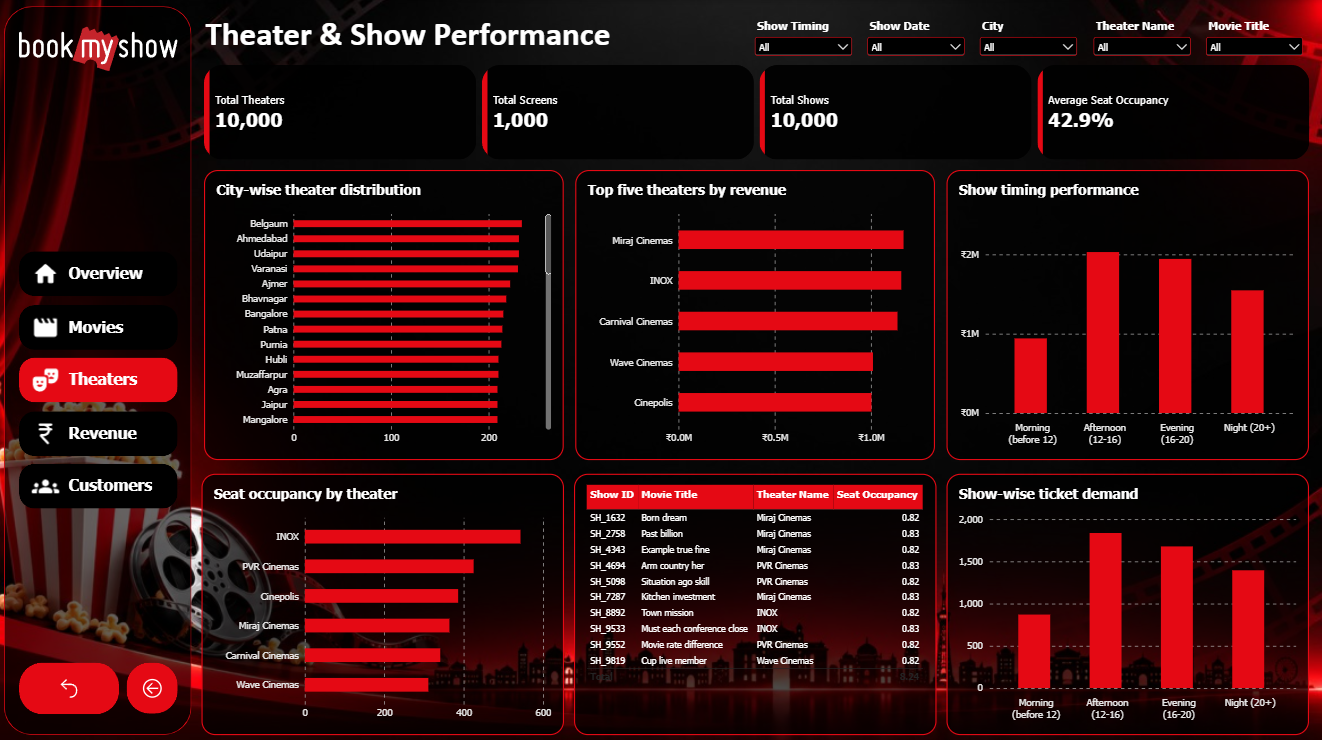 book my show
Theater & Show Performance
Show Timing
All
Show Date
All
City
All
Theater Name
All
Movie Title
All
Total Theaters
10,000
Total Screens
1,000
Total Shows
10,000
Average Seat Occupancy
42.9%
Overview
Movies
Theaters
Revenue
Customers
City-wise theater distribution
Belgaum
Ahmedabad
Udaipur
Varanasi
Ajmer
Bhavnagar
Bangalore
Patna
Purnia
Hubli
Muzaffarpur
Agra
Jaipur
Mangalore
0 100 200
Top five theaters by revenue
Miraj Cinemas
INOX
Carnival Cinemas
Wave Cinemas
Cinepolis
₹0.0M ₹0.5M ₹1.0M
Show timing performance
₹2M
₹1M
₹0M
Morning (before 12)
Afternoon (12-16)
Evening (16-20)
Night (20+)
Seat occupancy by theater
INOX
PVR Cinemas
Cinepolis
Miraj Cinemas
Carnival Cinemas
Wave Cinemas
0 200 400 600
Show ID Movie Title Theater Name Seat Occupancy
SH_1632 Born dream Miraj Cinemas 0.82
SH_2758 Past billion Miraj Cinemas 0.83
SH_4343 Example true fine Miraj Cinemas 0.82
SH_4694 Arm country her PVR Cinemas 0.83
SH_5098 Situation ago skill PVR Cinemas 0.82
SH_7287 Kitchen investment Miraj Cinemas 0.83
SH_8892 Town mission INOX 0.82
SH_9533 Must each conference close INOX 0.83
SH_9552 Movie rate difference PVR Cinemas 0.82
SH_9819 Cup live member Wave Cinemas 0.82
Total 8.24
Show-wise ticket demand
2,000
1,500
1,000
500
0
Morning (before 12)
Afternoon (12-16)
Evening (16-20)
Night (20+)